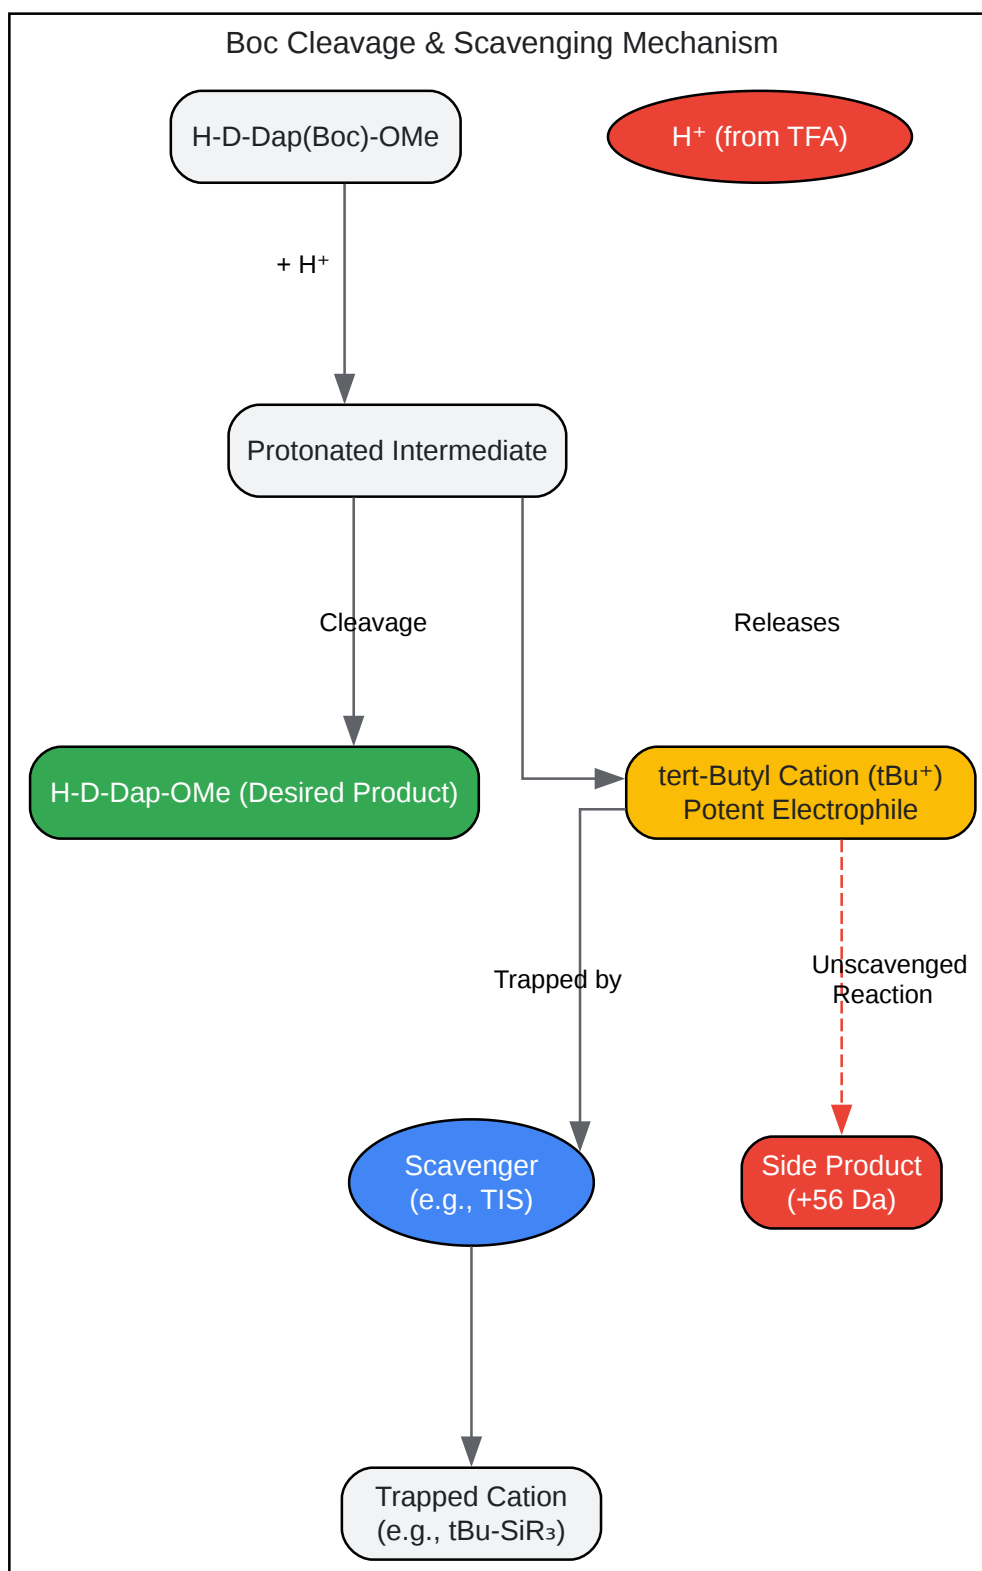 Boc Cleavage & Scavenging Mechanism
H-D-Dap(Boc)-OMe
H⁺ (from TFA)
+ H⁺
Protonated Intermediate
Cleavage
Releases
H-D-Dap-OMe (Desired Product)
tert-Butyl Cation (tBu⁺)
Potent Electrophile
Trapped by
Unscavenged
Reaction
Scavenger
(e.g., TIS)
Side Product
(+56 Da)
Trapped Cation
(e.g., tBu-SiR₃)